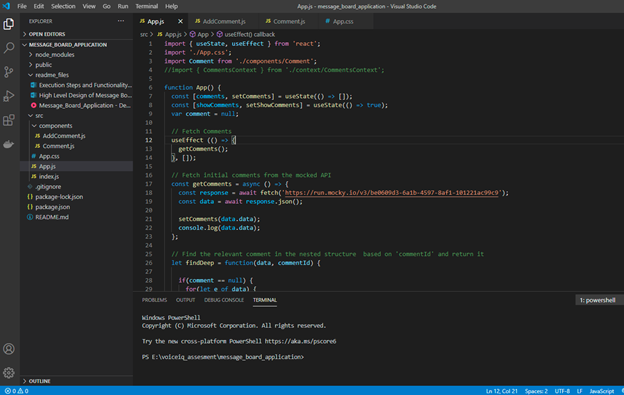 File Edit Selection View Go Run Terminal Help
App.js - message_board_application - Visual Studio Code
EXPLORER
OPEN EDITORS
MESSAGE_BOARD_APPLICATION
node_modules
public
readme_files
Execution Steps and Functionality...
High Level Design of Message Bo...
Message_Board_Application - De...
src
components
AddComment.js
Comment.js
App.css
App.js
index.js
.gitignore
package-lock.json
package.json
README.md
OUTLINE
App.js AddComment.js Comment.js App.css
src > App.js > App > useEffect() callback
1 import { useState, useEffect } from 'react';
2 import './App.css';
3 import Comment from './components/Comment';
4 //import { CommentsContext } from './context/CommentsContext';
5
6 function App() {
7 const [comments, setComments] = useState(() => []);
8 const [showComments, setShowComments] = useState(() => true);
9 var comment = null;
10
11 // Fetch Comments
12 useEffect (() => {
13 getComments();
14 }, []);
15
16 // Fetch initial comments from the mocked API
17 const getComments = async () => {
18 const response = await fetch('https://run.mocky.io/v3/be0609d3-6a1b-4597-8af1-101221ac99c9');
19 const data = await response.json();
20
21 setComments(data.data);
22 console.log(data.data);
23 };
24
25 // Find the relevant comment in the nested structure based on 'commentId' and return it
26 let findDeep = function(data, commentId) {
27
28 if(comment == null) {
29 for(let e of data) {
PROBLEMS OUTPUT DEBUG CONSOLE TERMINAL 1: powershell
Windows PowerShell
Copyright (C) Microsoft Corporation. All rights reserved.
Try the new cross-platform PowerShell https://aka.ms/pscore6
PS E:\voiceiq_assesment\message_board_application>
0 0 Ln 12, Col 21 Spaces: 2 UTF-8 LF JavaScript